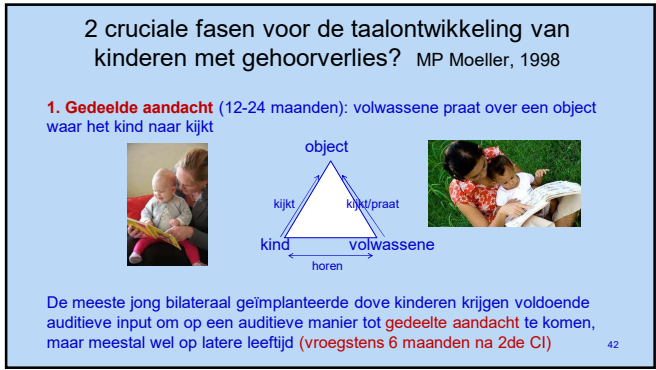 2 cruciale fasen voor de taalontwikkeling van
kinderen met gehoorverlies? MP Moeller, 1998
1. Gedeelde aandacht (12-24 maanden): volwassene praat over een object
waar het kind naar kijkt
object
kijkt
kijkt/praat
kind
volwassene
horen
De meeste jong bilateraal geïmplanteerde dove kinderen krijgen voldoende
auditieve input om op een auditieve manier tot gedeelte aandacht te komen,
maar meestal wel op latere leeftijd (vroegstens 6 maanden na 2de CI)
42